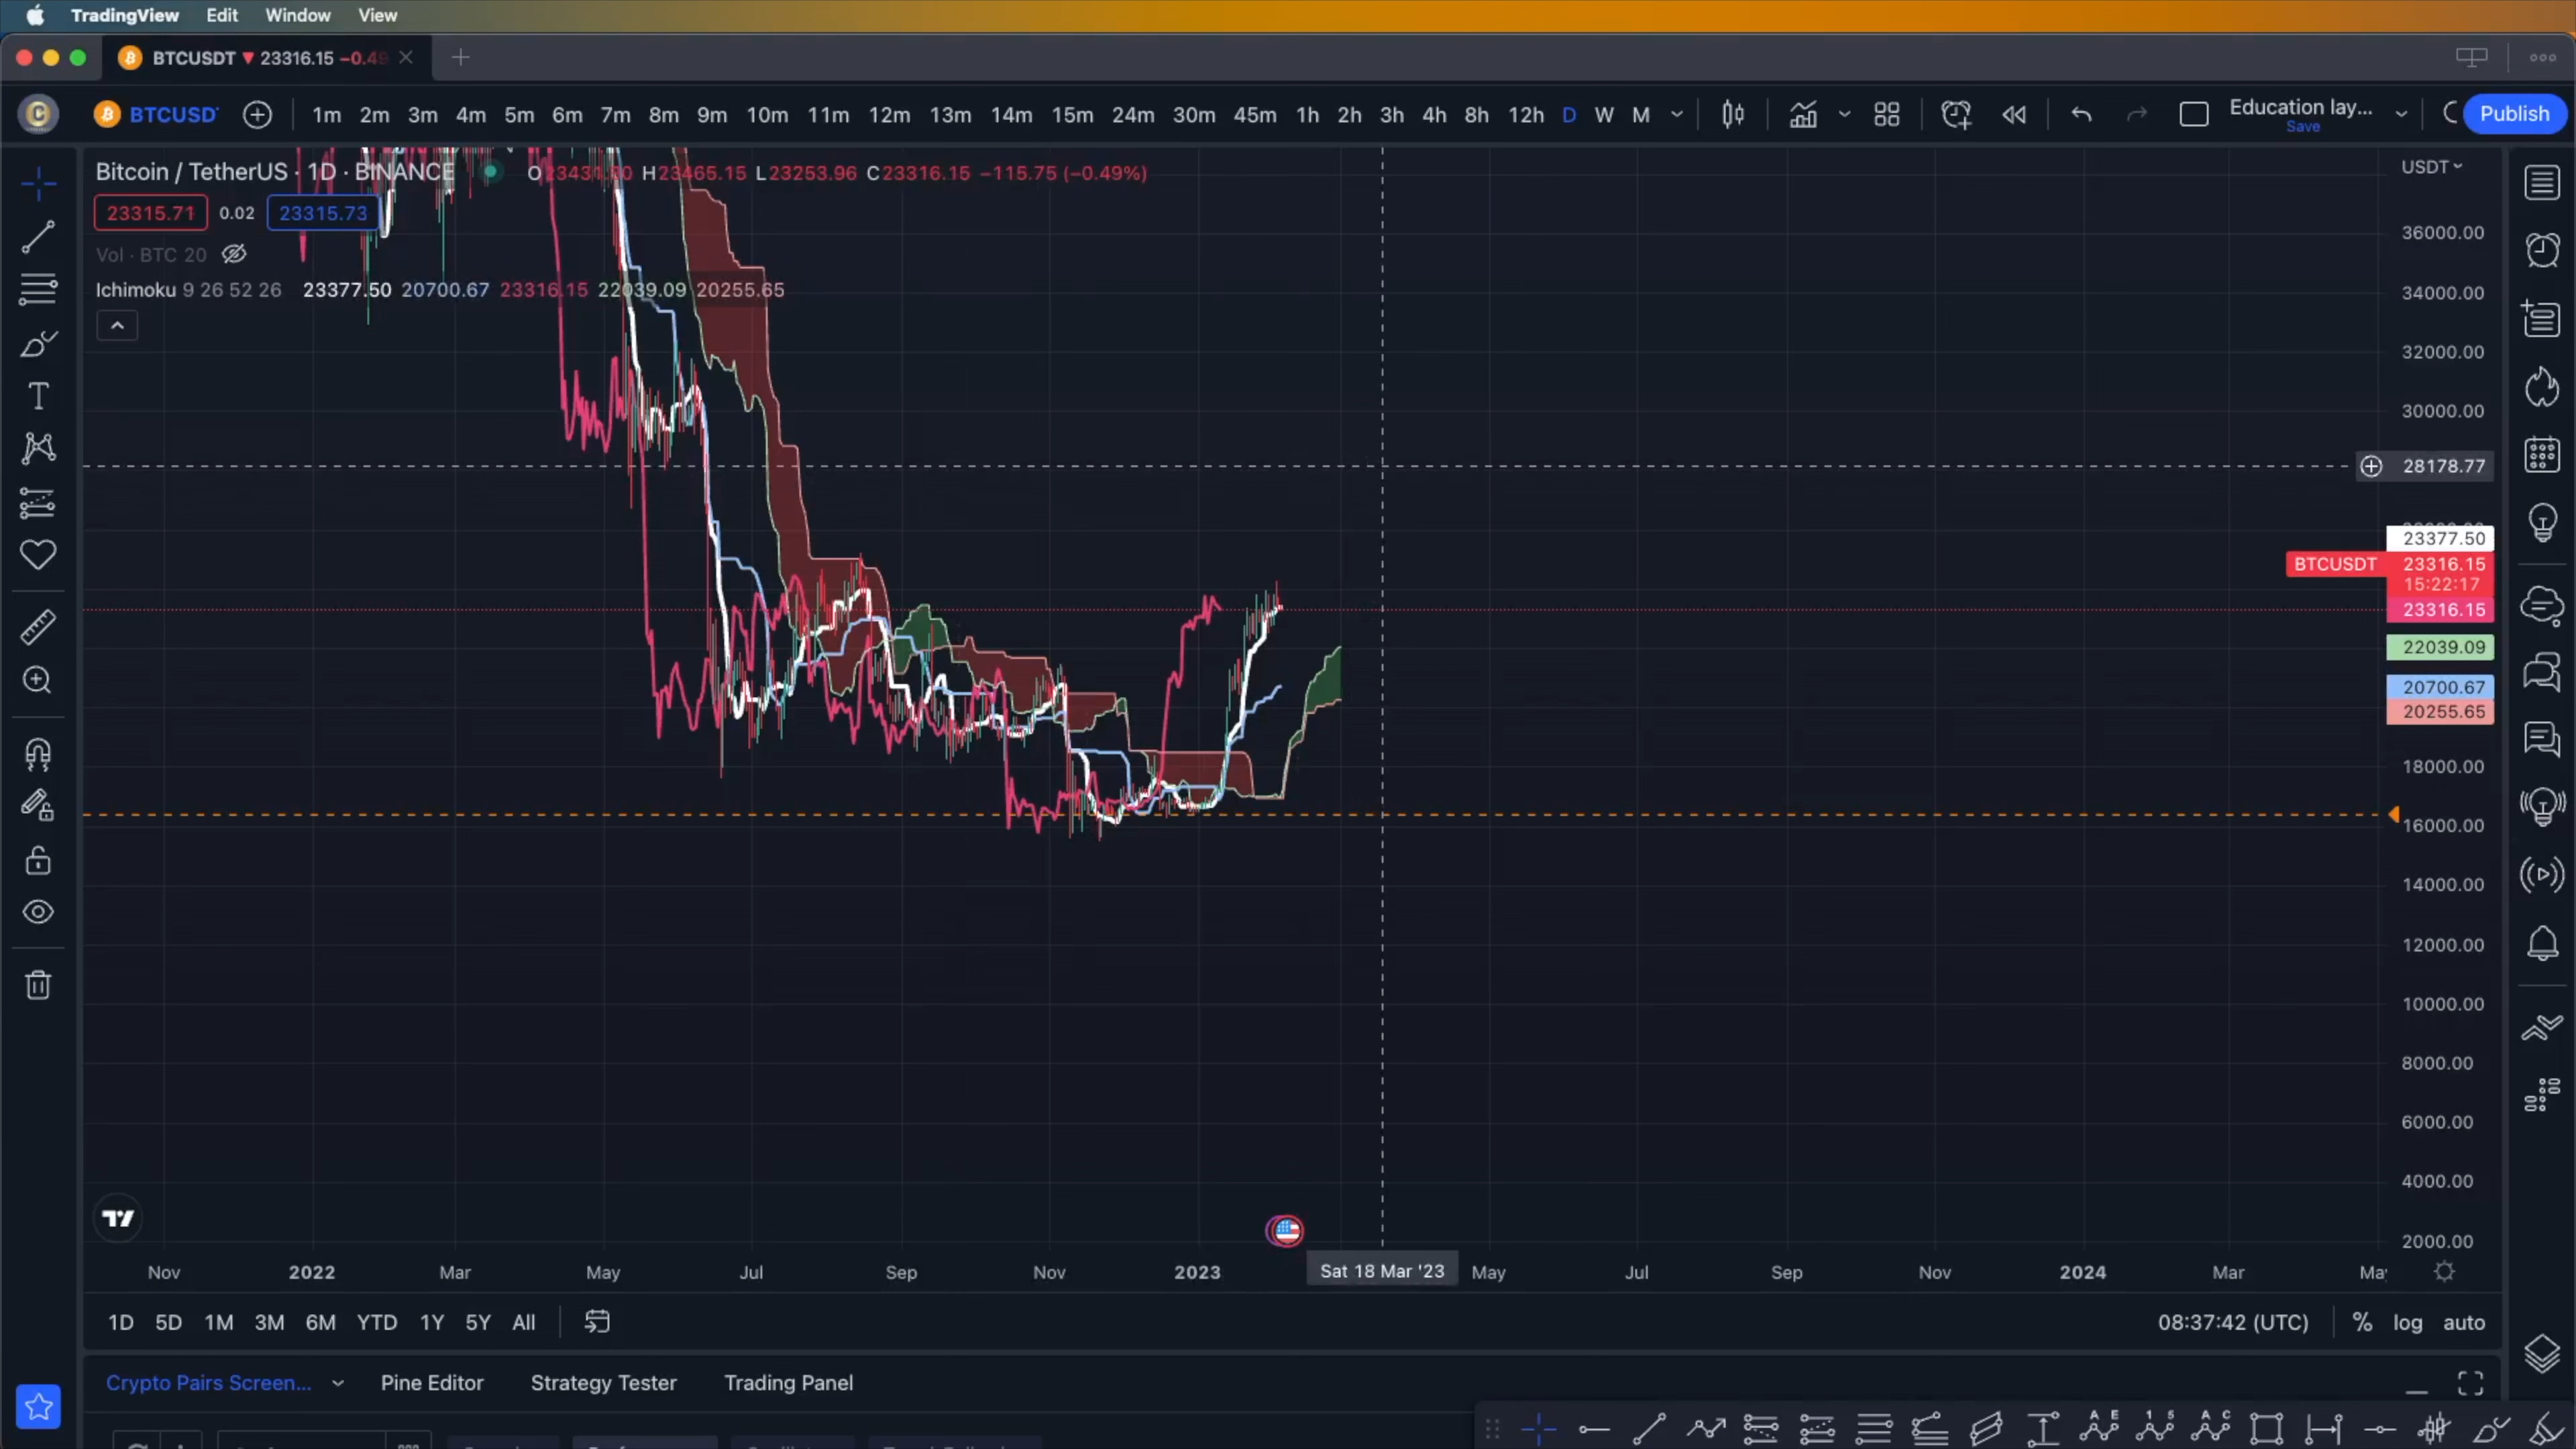 TradingView Edit Window View
BTCUSDT ▼ 23316.15 −0.49
BTCUSD 1m 2m 3m 4m 5m 6m 7m 8m 9m 10m 11m 12m 13m 14m 15m 24m 30m 45m 1h 2h 3h 4h 8h 12h D W M Education lay... Save Publish
Bitcoin / TetherUS · 1D · BINANCE H23465.15 L23253.96 C23316.15 −115.75 (−0.49%)
23315.71 0.02 23315.73
Vol · BTC 20
Ichimoku 9 26 52 26 23377.50 20700.67 23316.15 22039.09 20255.65
USDT
36000.00
34000.00
32000.00
30000.00
28178.77
23377.50
BTCUSDT 23316.15
15:22:17
23316.15
22039.09
20700.67
20255.65
18000.00
16000.00
14000.00
12000.00
10000.00
8000.00
6000.00
4000.00
2000.00
Nov 2022 Mar May Jul Sep Nov 2023 Sat 18 Mar '23 May Jul Sep Nov 2024 Mar
1D 5D 1M 3M 6M YTD 1Y 5Y All 08:37:42 (UTC) % log auto
Crypto Pairs Screen... Pine Editor Strategy Tester Trading Panel